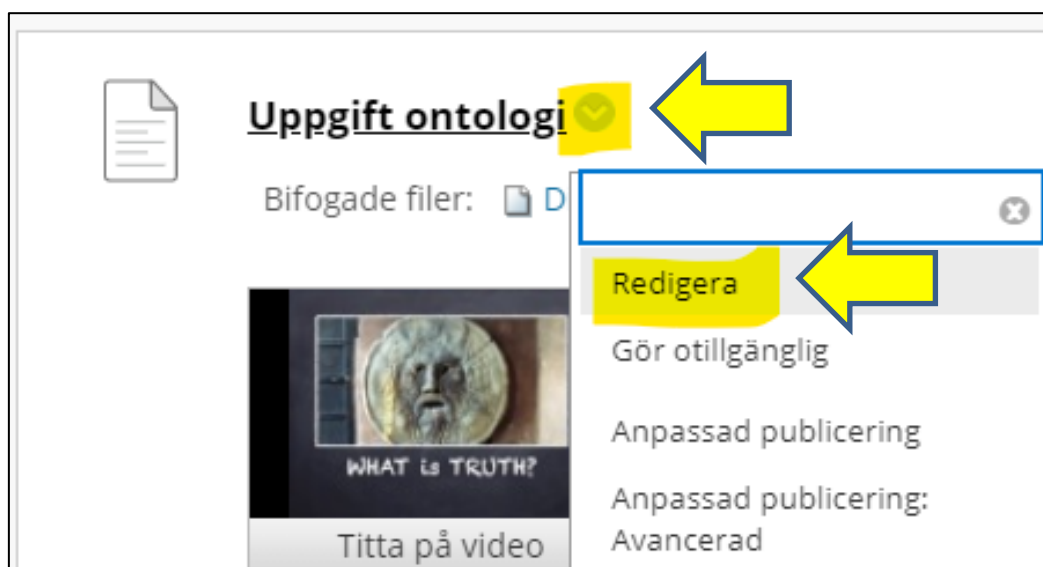 Uppgift ontologi
Bifogade filer: D
Redigera
Gör otillgänglig
Anpassad publicering
Anpassad publicering:
Avancerad
WHAT is TRUTH?
Titta på video